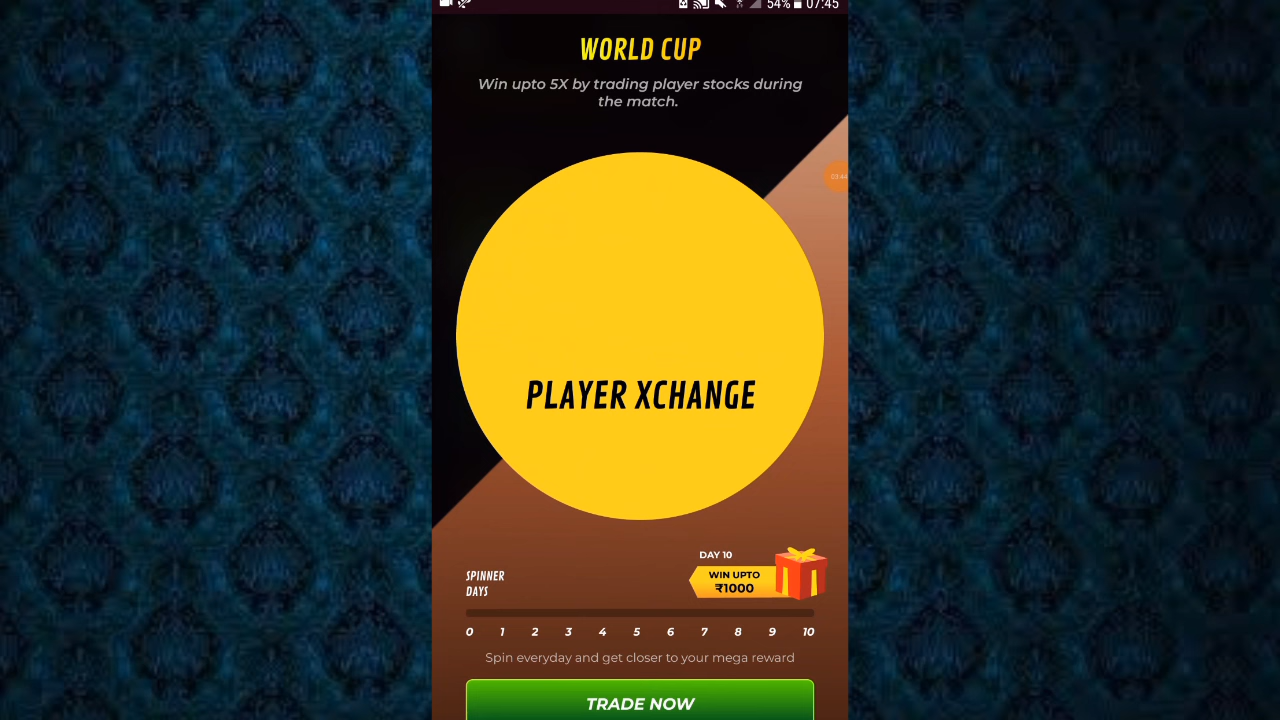 54% 07:45
WORLD CUP
Win upto 5X by trading player stocks during
the match.
03:44
PLAYER XCHANGE
DAY 10
WIN UPTO
₹1000
SPINNER
DAYS
0 1 2 3 4 5 6 7 8 9 10
Spin everyday and get closer to your mega reward
TRADE NOW